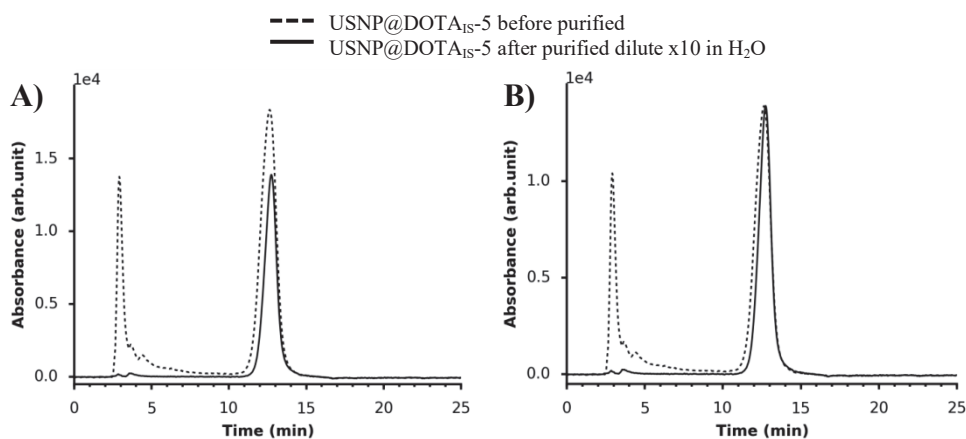 USNP@DOTAIS-5 before purified
USNP@DOTAIS-5 after purified dilute x10 in H2O
A)
1e4
Absorbance (arb.unit)
1.5
1.0
0.5
0.0
0 5 10 15 20 25
Time (min)
B)
1e4
Absorbance (arb.unit)
1.0
0.5
0.0
0 5 10 15 20 25
Time (min)